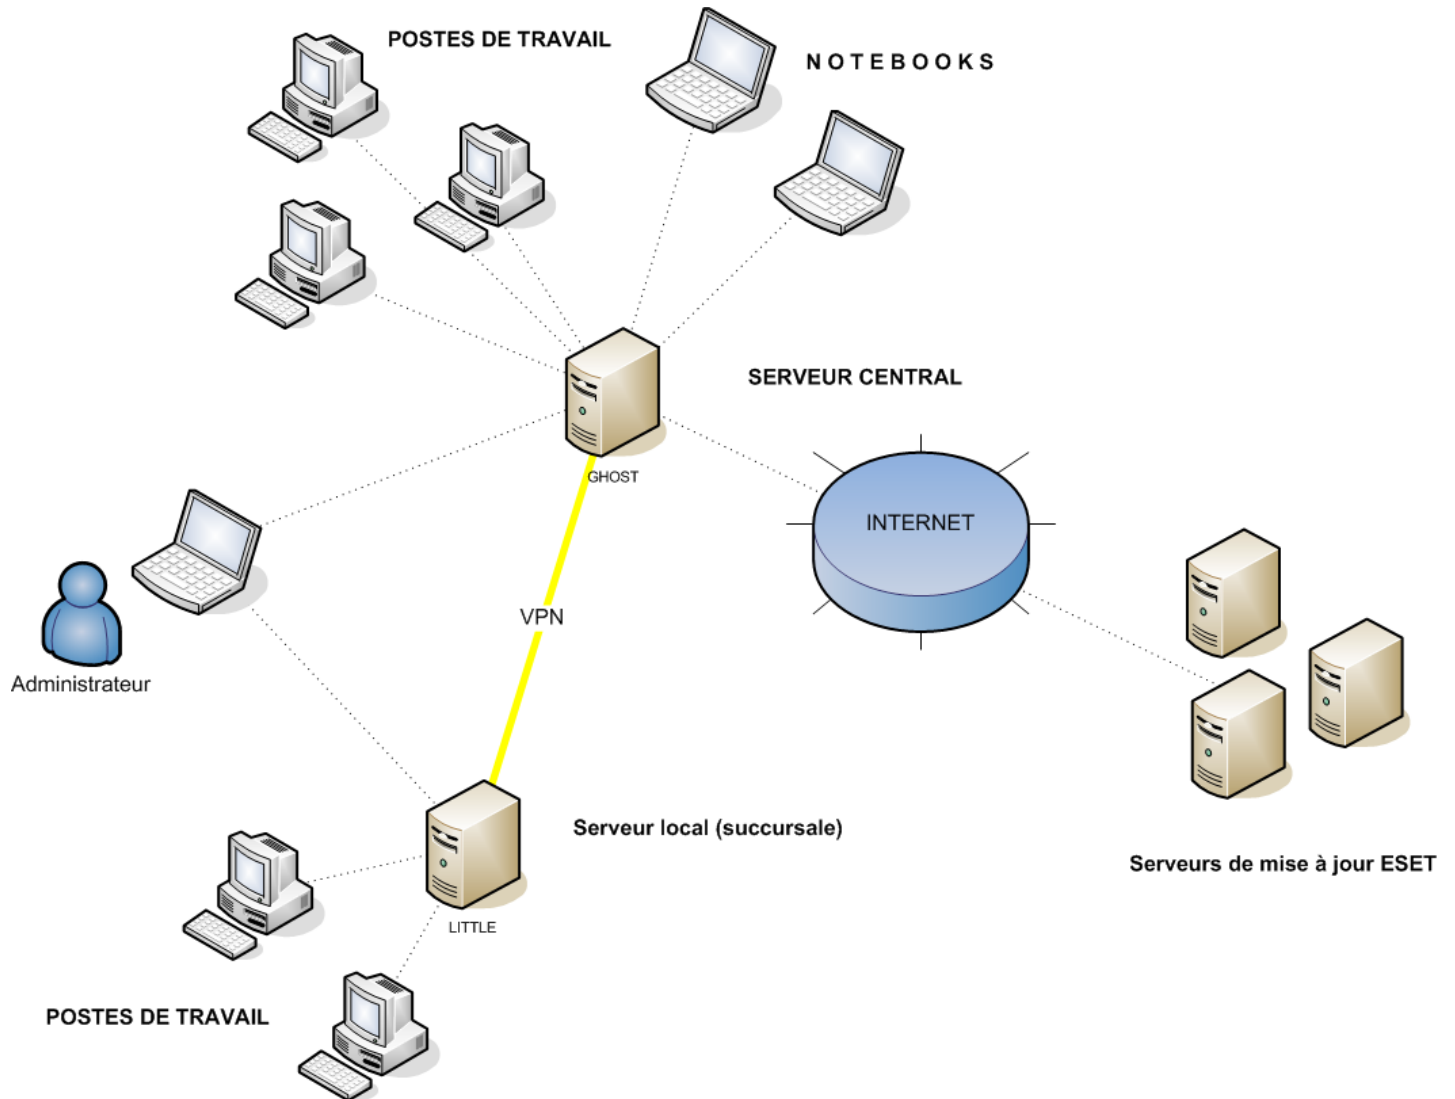 POSTES DE TRAVAIL
NOTEBOOKS
SERVEUR CENTRAL
GHOST
INTERNET
VPN
Administrateur
Serveur local (succursale)
Serveurs de mise à jour ESET
LITTLE
POSTES DE TRAVAIL